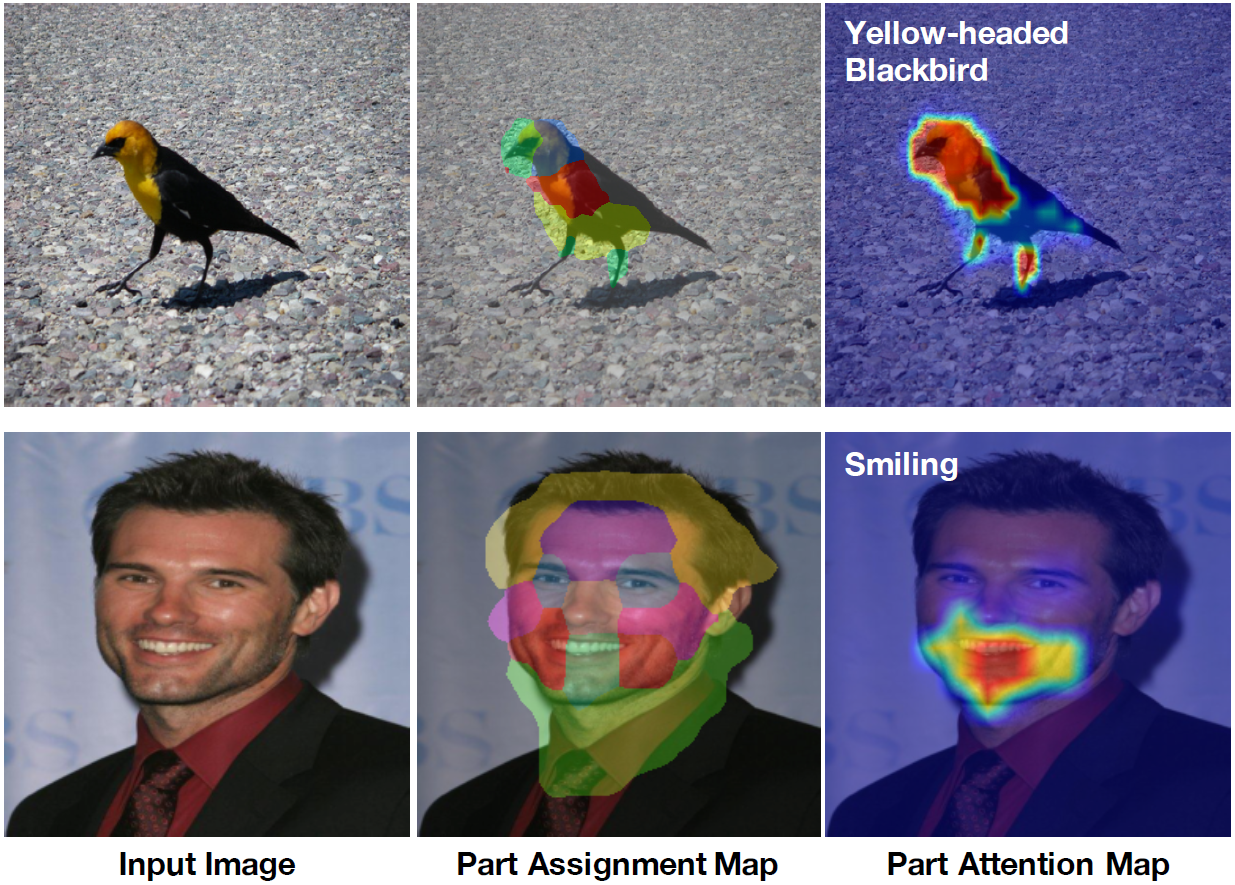 Yellow-headed
Blackbird
Smiling
Input Image
Part Assignment Map
Part Attention Map